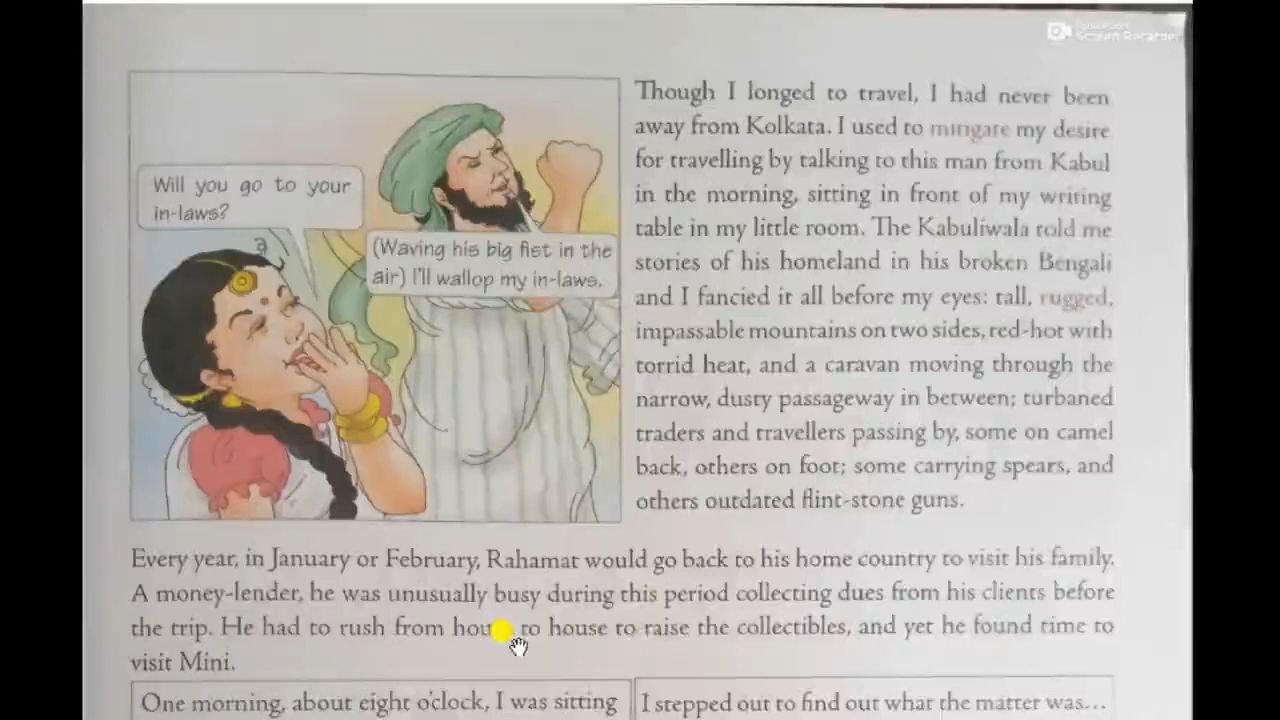 Screen Recorder
Will you go to your
in-laws?
(Waving his big fist in the
air) I'll wallop my in-laws.
Though I longed to travel, I had never been
away from Kolkata. I used to mitigate my desire
for travelling by talking to this man from Kabul
in the morning, sitting in front of my writing
table in my little room. The Kabuliwala told me
stories of his homeland in his broken Bengali
and I fancied it all before my eyes: tall, rugged,
impassable mountains on two sides, red-hot with
torrid heat, and a caravan moving through the
narrow, dusty passageway in between; turbaned
traders and travellers passing by, some on camel
back, others on foot; some carrying spears, and
others outdated flint-stone guns.
Every year, in January or February, Rahamat would go back to his home country to visit his family.
A money-lender, he was unusually busy during this period collecting dues from his clients before
the trip. He had to rush from to house to raise the collectibles, and yet he found time to
visit Mini.
One morning, about eight o'clock, I was sitting
I stepped out to find out what the matter was...